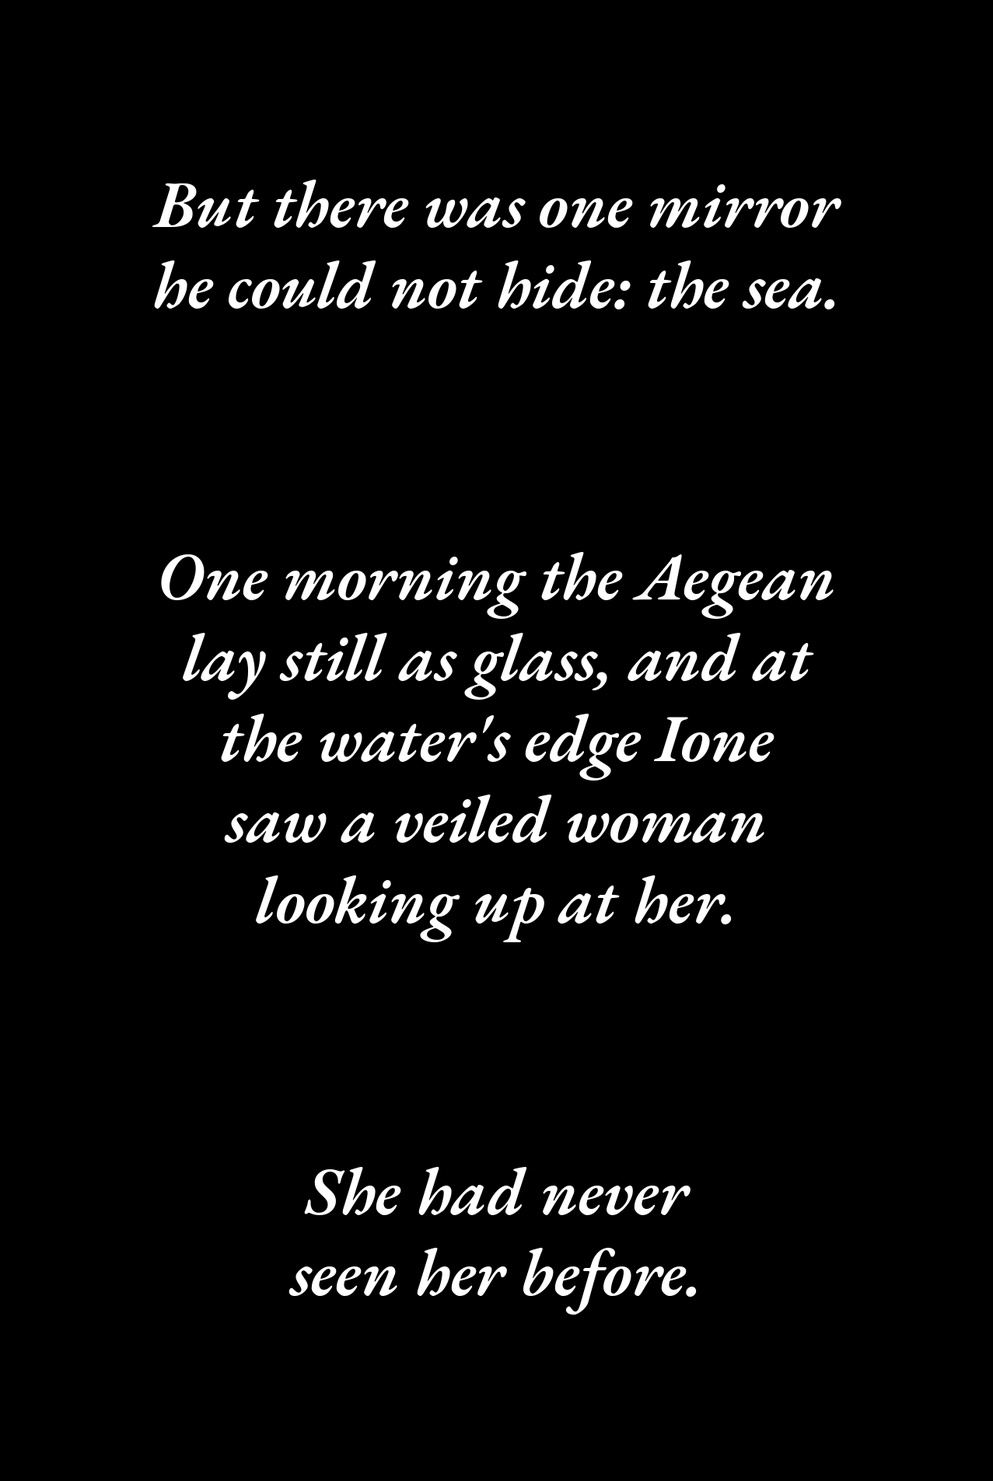 But there was one mirror
he could not hide: the sea.
One morning the Aegean
lay still as glass, and at
the water's edge Ione
saw a veiled woman
looking up at her.
She had never
seen her before.